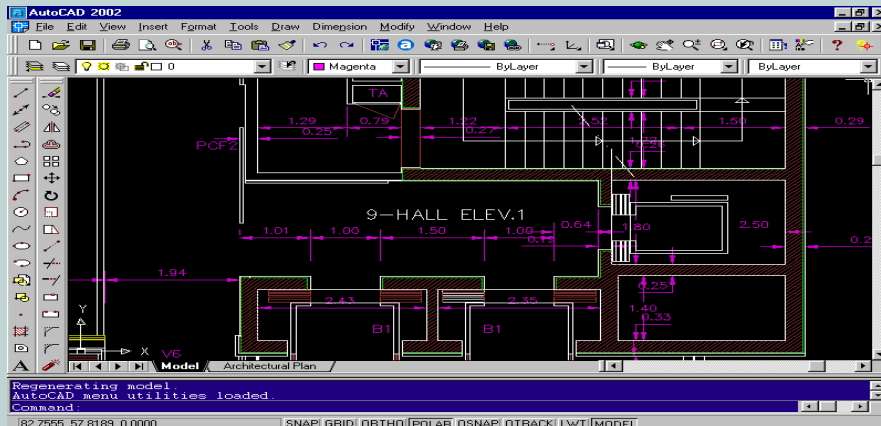 AutoCAD 2002
File Edit View Insert Format Tools Draw Dimension Modify Window Help
0 Magenta ByLayer ByLayer ByLayer
TA
1.29 0.79 1.22 2.52 1.50 0.29
0.25 0.27
PCF2
9-HALL ELEV.1
1.01 1.00 1.50 1.00 0.64 1.80 2.50
0.19
1.94
0.25
2.43 2.35 1.40
0.33
B1 B1
Y
X V6
Model Architectural Plan
A
Regenerating model.
AutoCAD menu utilities loaded.
Command:
82.7555, 57.8189, 0.0000 SNAP GRID ORTHO POLAR OSNAP OTRACK LWT MODEL